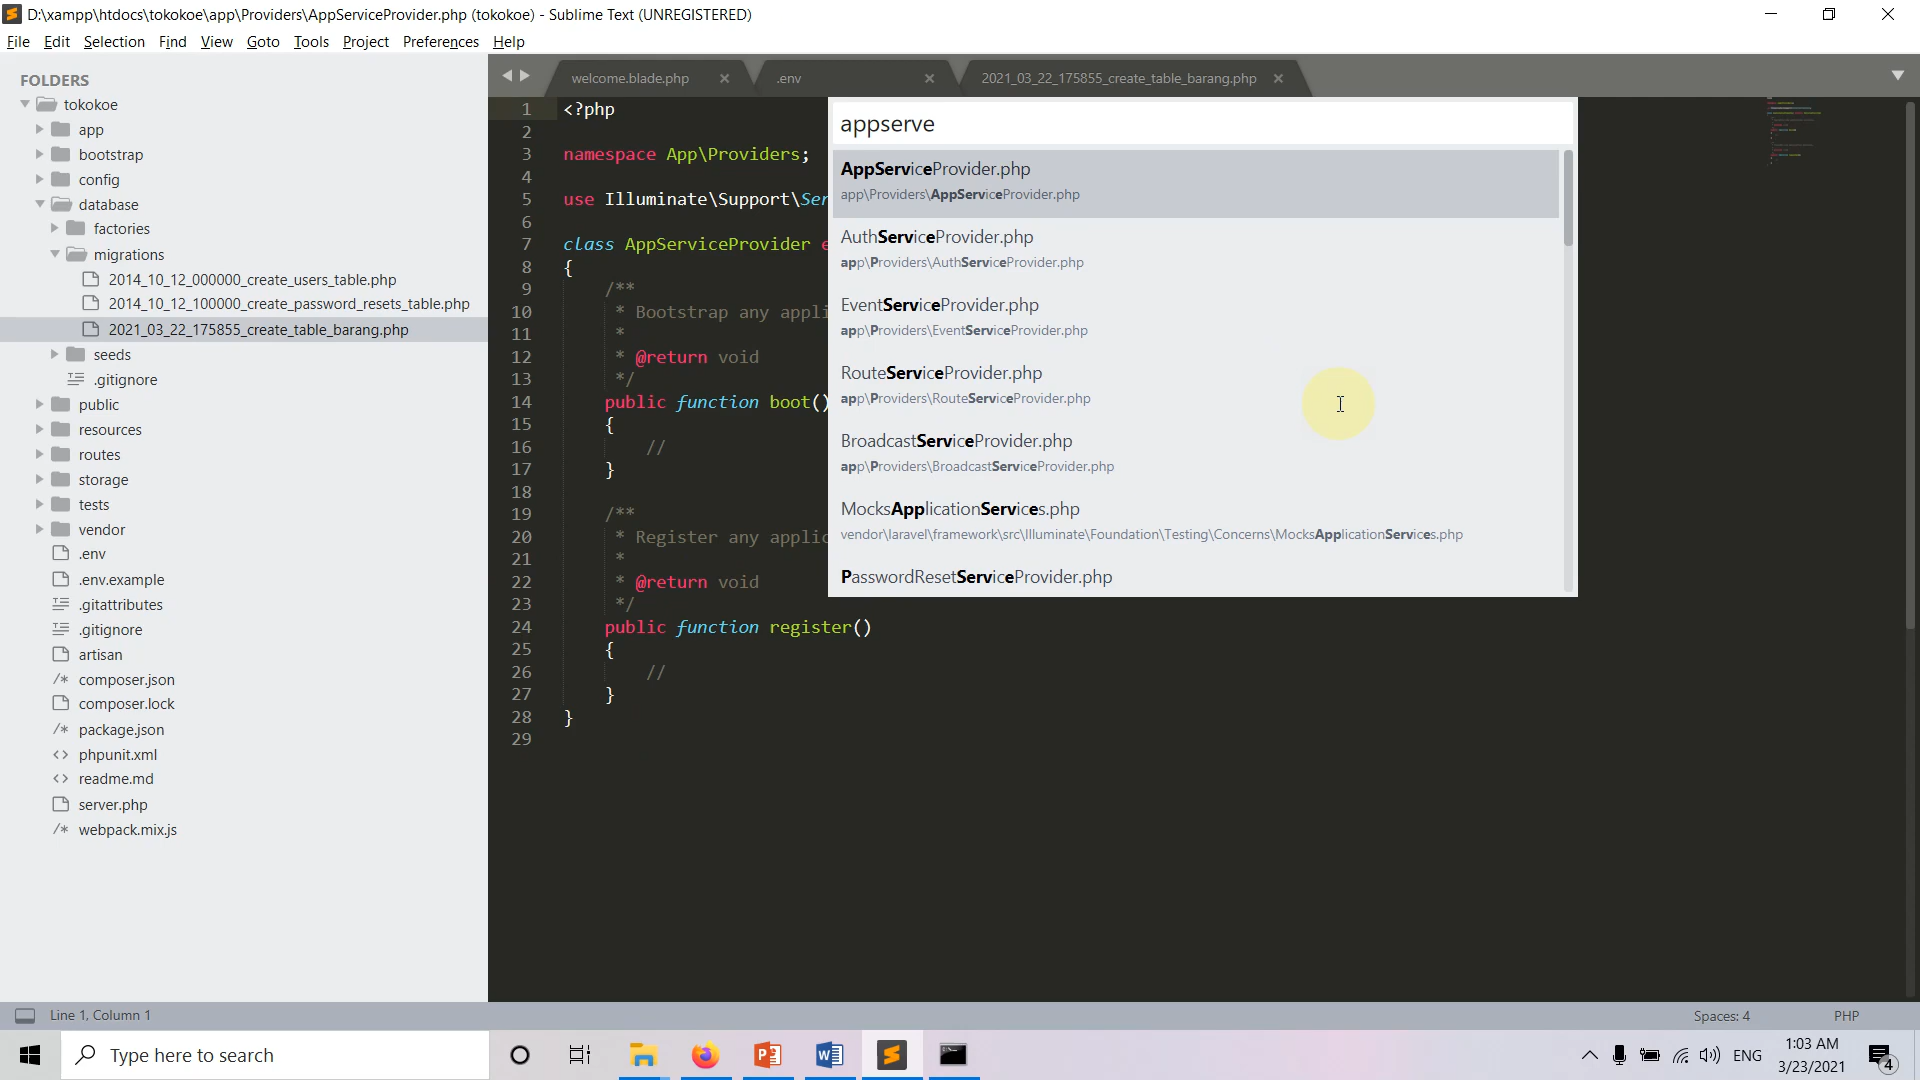 D:\xampp\htdocs\tokokoe\app\Providers\AppServiceProvider.php (tokokoe) - Sublime Text (UNREGISTERED)
File Edit Selection Find View Goto Tools Project Preferences Help
FOLDERS
tokokoe
app
bootstrap
config
database
factories
migrations
2014_10_12_000000_create_users_table.php
2014_10_12_100000_create_password_resets_table.php
2021_03_22_175855_create_table_barang.php
seeds
.gitignore
public
resources
routes
storage
tests
vendor
.env
.env.example
.gitattributes
.gitignore
artisan
/* composer.json
composer.lock
/* package.json
<> phpunit.xml
<> readme.md
server.php
/* webpack.mix.js
welcome.blade.php
.env
2021_03_22_175855_create_table_barang.php
1 <?php
2
3 namespace App\Providers;
4
5 use Illuminate\Support\Ser
6
7 class AppServiceProvider e
8 {
9 /**
10 * Bootstrap any appli
11 *
12 * @return void
13 */
14 public function boot()
15 {
16 //
17 }
18
19 /**
20 * Register any applic
21 *
22 * @return void
23 */
24 public function register()
25 {
26 //
27 }
28 }
29
appserve
AppServiceProvider.php
app\Providers\AppServiceProvider.php
AuthServiceProvider.php
app\Providers\AuthServiceProvider.php
EventServiceProvider.php
app\Providers\EventServiceProvider.php
RouteServiceProvider.php
app\Providers\RouteServiceProvider.php
BroadcastServiceProvider.php
app\Providers\BroadcastServiceProvider.php
MocksApplicationServices.php
vendor\laravel\framework\src\Illuminate\Foundation\Testing\Concerns\MocksApplicationServices.php
PasswordResetServiceProvider.php
Line 1, Column 1
Spaces: 4
PHP
Type here to search
ENG
1:03 AM
3/23/2021
4